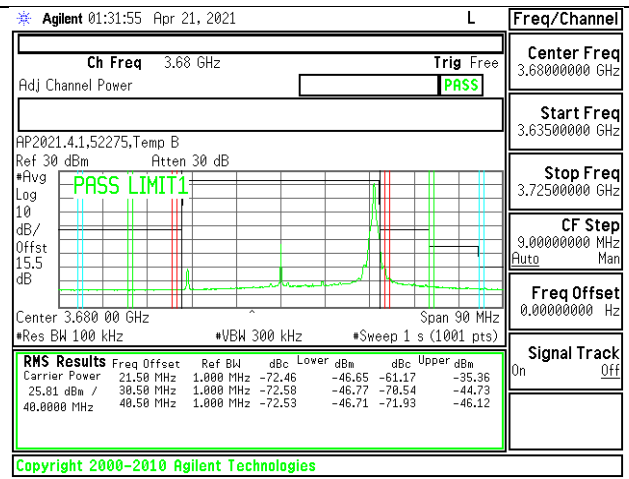 Agilent 01:31:55 Apr 21, 2021 L
Freq/Channel
Ch Freq 3.68 GHz Trig Free
Adj Channel Power PASS
Center Freq
3.68000000 GHz
Start Freq
3.63500000 GHz
Stop Freq
3.72500000 GHz
CF Step
9.00000000 MHz
Auto Man
Freq Offset
0.00000000 Hz
Signal Track
On Off
AP2021.4.1,52275,Temp B
Ref 30 dBm Atten 30 dB
#Avg
Log
10
dB/
Offst
15.5
dB
PASS LIMIT1
Center 3.680 00 GHz ^ Span 90 MHz
#Res BW 100 kHz #VBW 300 kHz #Sweep 1 s (1001 pts)
RMS Results Freq Offset Ref BW dBc Lower dBm dBc Upper dBm
Carrier Power 21.50 MHz 1.000 MHz -72.46 -46.65 -61.17 -35.36
25.81 dBm / 30.50 MHz 1.000 MHz -72.58 -46.77 -70.54 -44.73
40.0000 MHz 40.50 MHz 1.000 MHz -72.53 -46.71 -71.93 -46.12
Copyright 2000-2010 Agilent Technologies